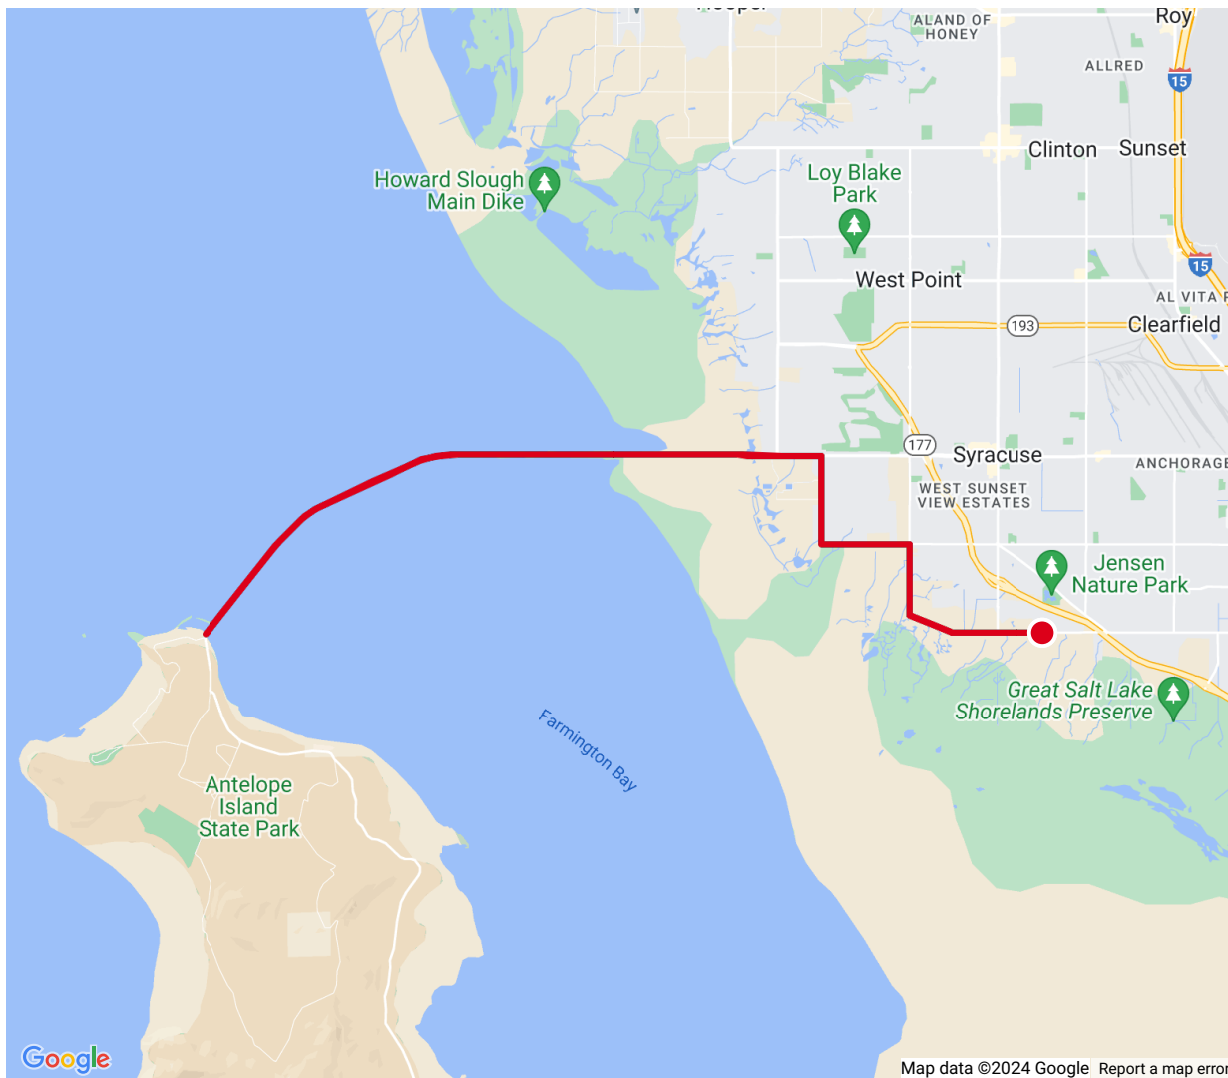 Roy
ALAND OF
HONEY
ALLRED
15
Clinton
Sunset
Loy Blake
Park
Howard Slough
Main Dike
15
West Point
AL VITA
193
Clearfield
177
Syracuse
ANCHORAGE
WEST SUNSET
VIEW ESTATES
Jensen
Nature Park
Great Salt Lake
Shorelands Preserve
Farmington Bay
Antelope
Island
State Park
Google
Map data ©2024 Google
Report a map error